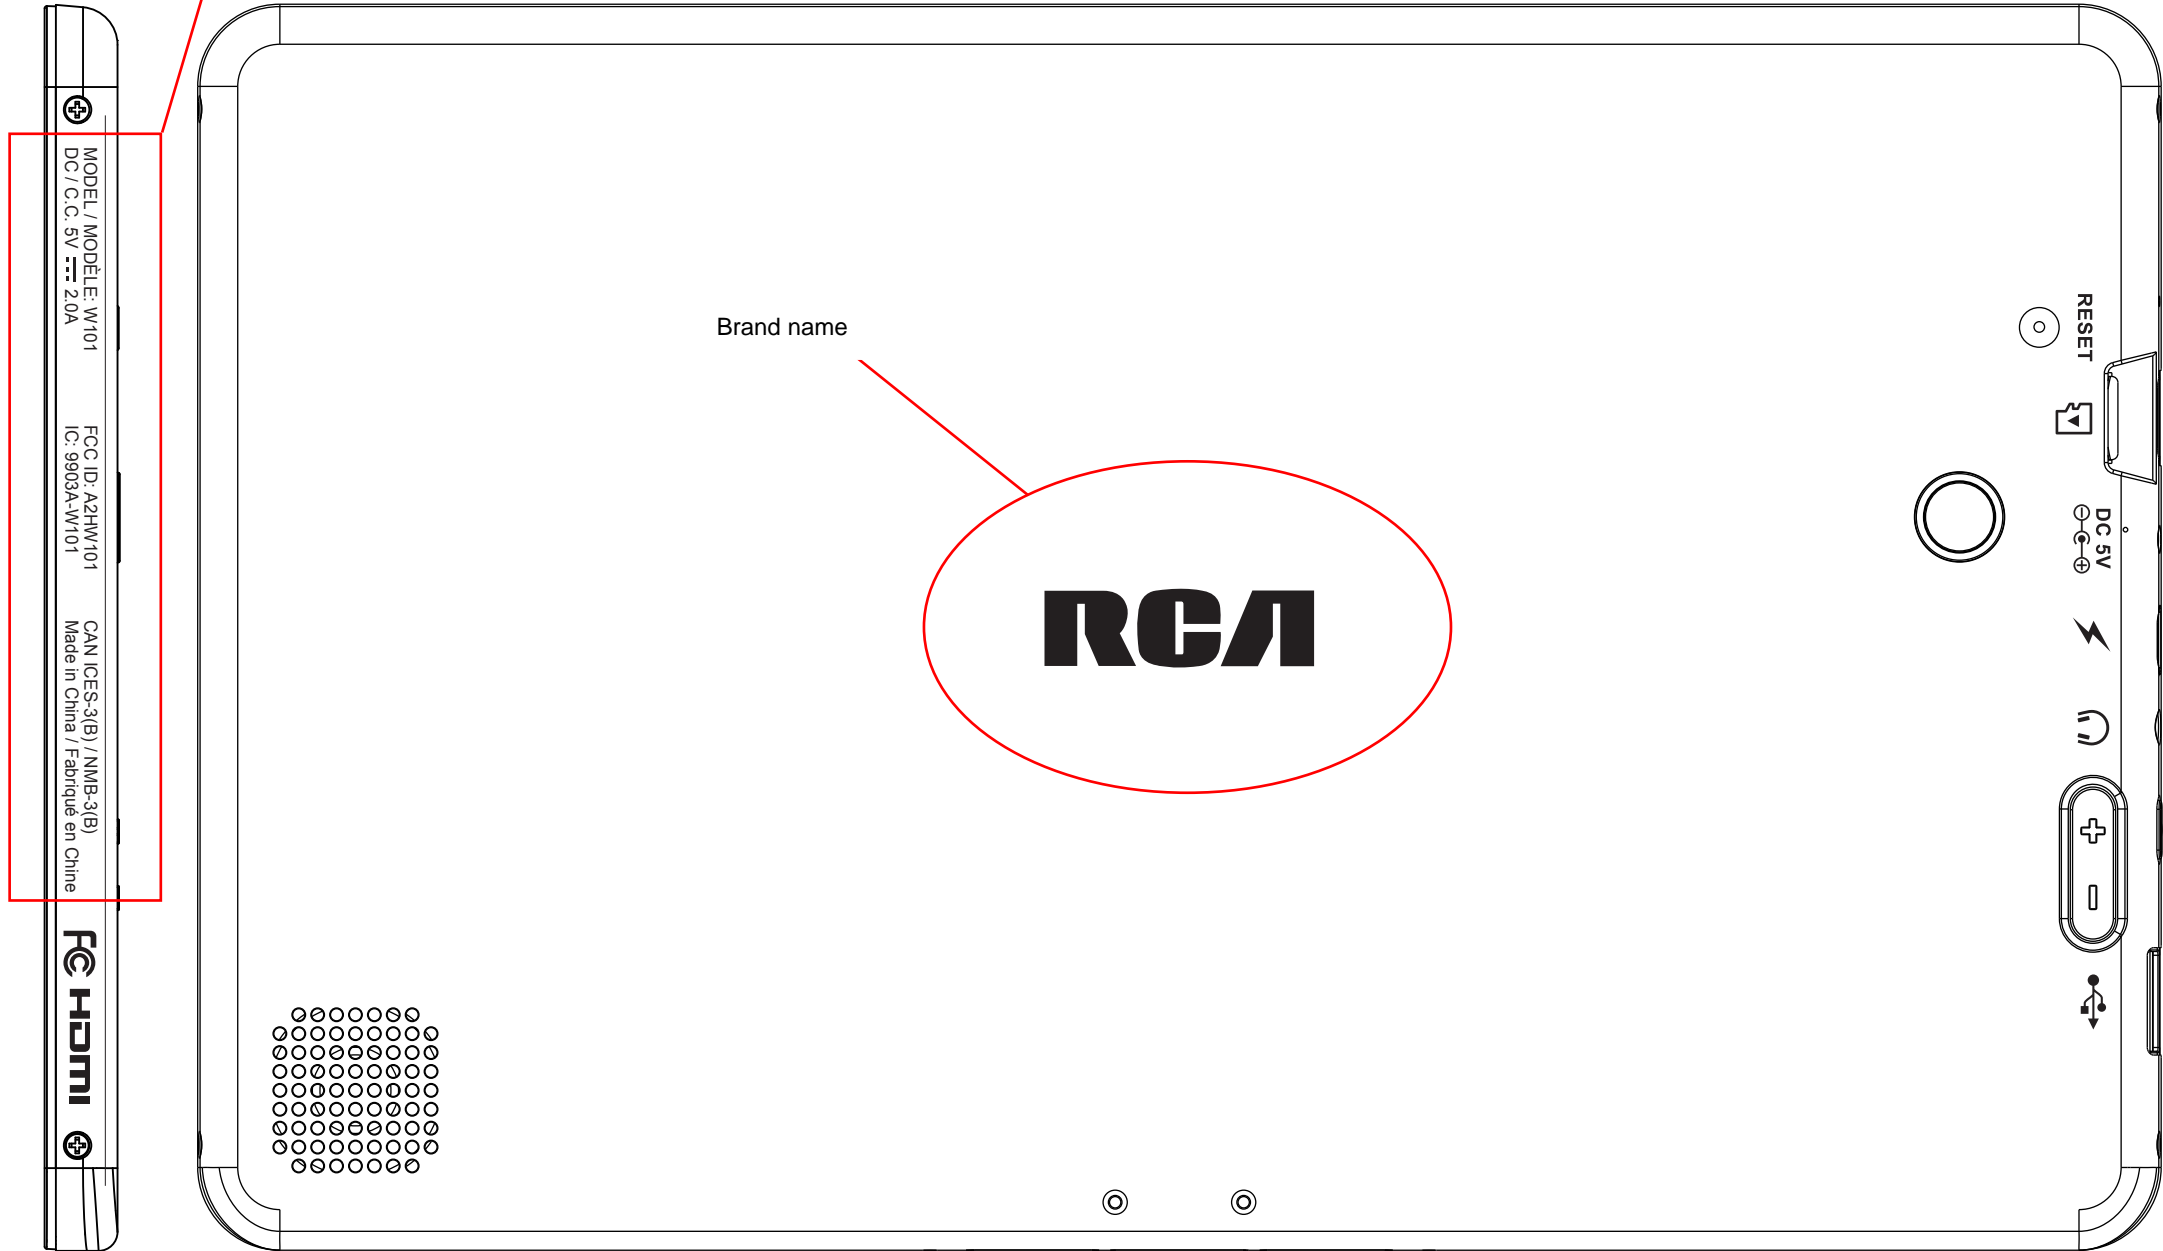 MODEL / MODÈLE: W101
DC / C.C. 5V 2.0A
FCC ID: A2HW101
IC: 9903A-W101
CAN ICES-3(B) / NMB-3(B)
Made in China / Fabriqué en Chine
FC HDMI
Brand name
RCA
RESET
DC 5V